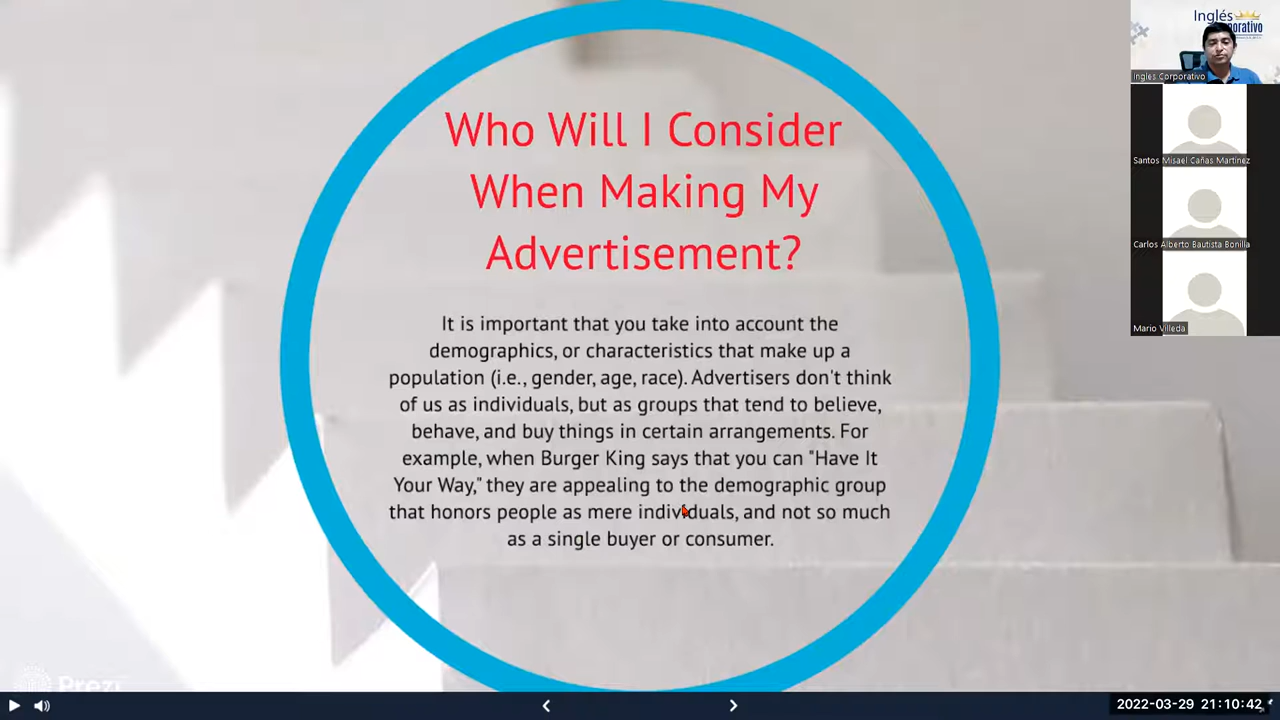 Who Will I Consider
When Making My
Advertisement?
It is important that you take into account the
demographics, or characteristics that make up a
population (i.e., gender, age, race). Advertisers don't think
of us as individuals, but as groups that tend to believe,
behave, and buy things in certain arrangements. For
example, when Burger King says that you can "Have It
Your Way," they are appealing to the demographic group
that honors people as mere individuals, and not so much
as a single buyer or consumer.
Inglés
Ingles Corporativo
Santos Misael Cañas Martinez
Carlos Alberto Bautista Bonilla
Mario Villeda
Prezi
2022-03-29 21:10:42